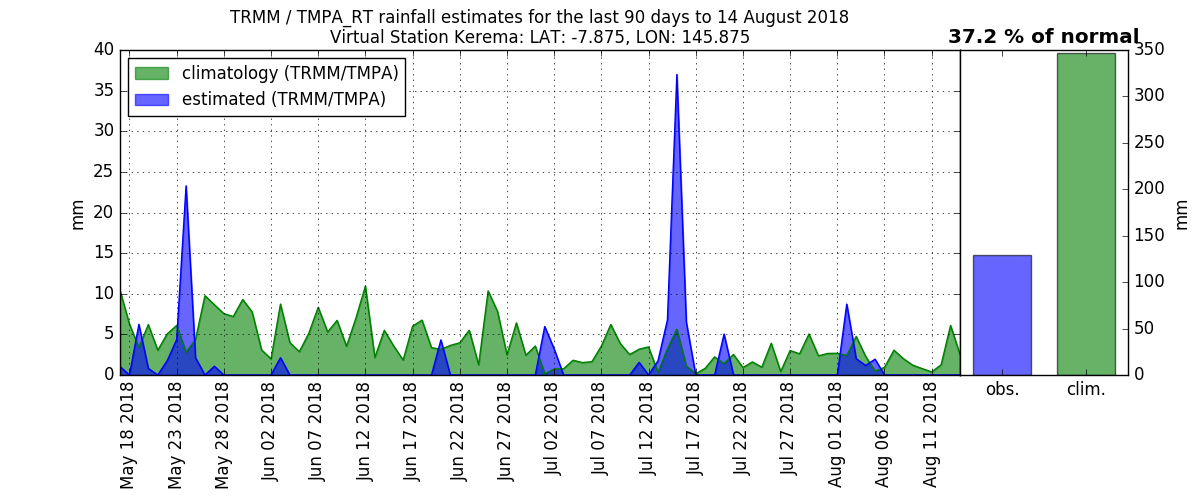 TRMM / TMPA_RT rainfall estimates for the last 90 days to 14 August 2018
Virtual Station Kerema: LAT: -7.875, LON: 145.875
37.2 % of normal
climatology (TRMM/TMPA)
estimated (TRMM/TMPA)
40
35
30
25
20
15
10
5
0
mm
May 18 2018
May 23 2018
May 28 2018
Jun 02 2018
Jun 07 2018
Jun 12 2018
Jun 17 2018
Jun 22 2018
Jun 27 2018
Jul 02 2018
Jul 07 2018
Jul 12 2018
Jul 17 2018
Jul 22 2018
Jul 27 2018
Aug 01 2018
Aug 06 2018
Aug 11 2018
obs.
clim.
350
300
250
200
150
100
50
0
mm